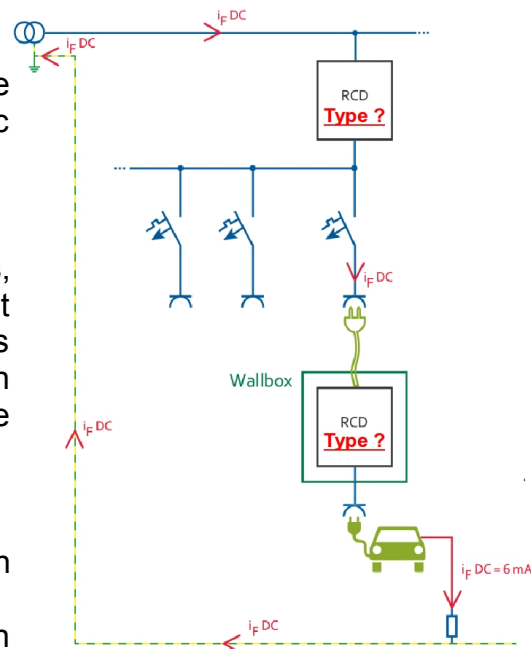 i_F DC
i_F DC
e
c
RCD
Type ?
,
t
i_F DC
s
n
e
Wallbox
RCD
Type ?
i_F DC
n
i_F DC = 6 mA
i_F DC
n